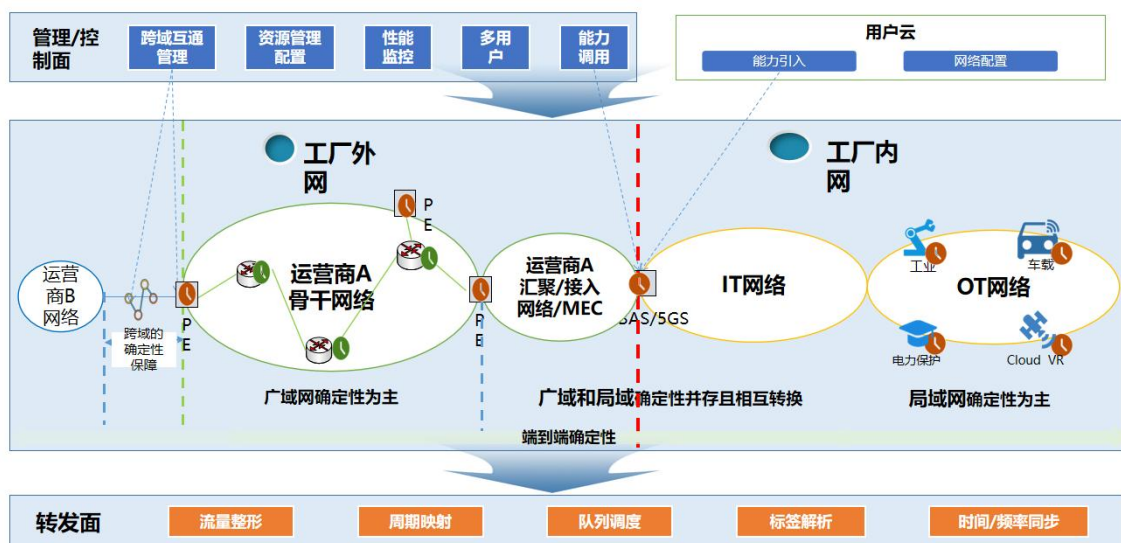 管理/控
制面
跨域互通
管理
资源管理
配置
性能
监控
多用
户
能力
调用
用户云
能力引入
网络配置
工厂外
网
工厂内
网
P
E
运营
商B
网络
跨域的
确定性
保障
P
E
运营商A
骨干网络
P
E
运营商A
汇聚/接入
网络/MEC
BAS/5GS
IT网络
工业
车载
OT网络
电力保护
Cloud VR
广域网确定性为主
广域和局域确定性并存且相互转换
局域网确定性为主
端到端确定性
转发面
流量整形
周期映射
队列调度
标签解析
时间/频率同步